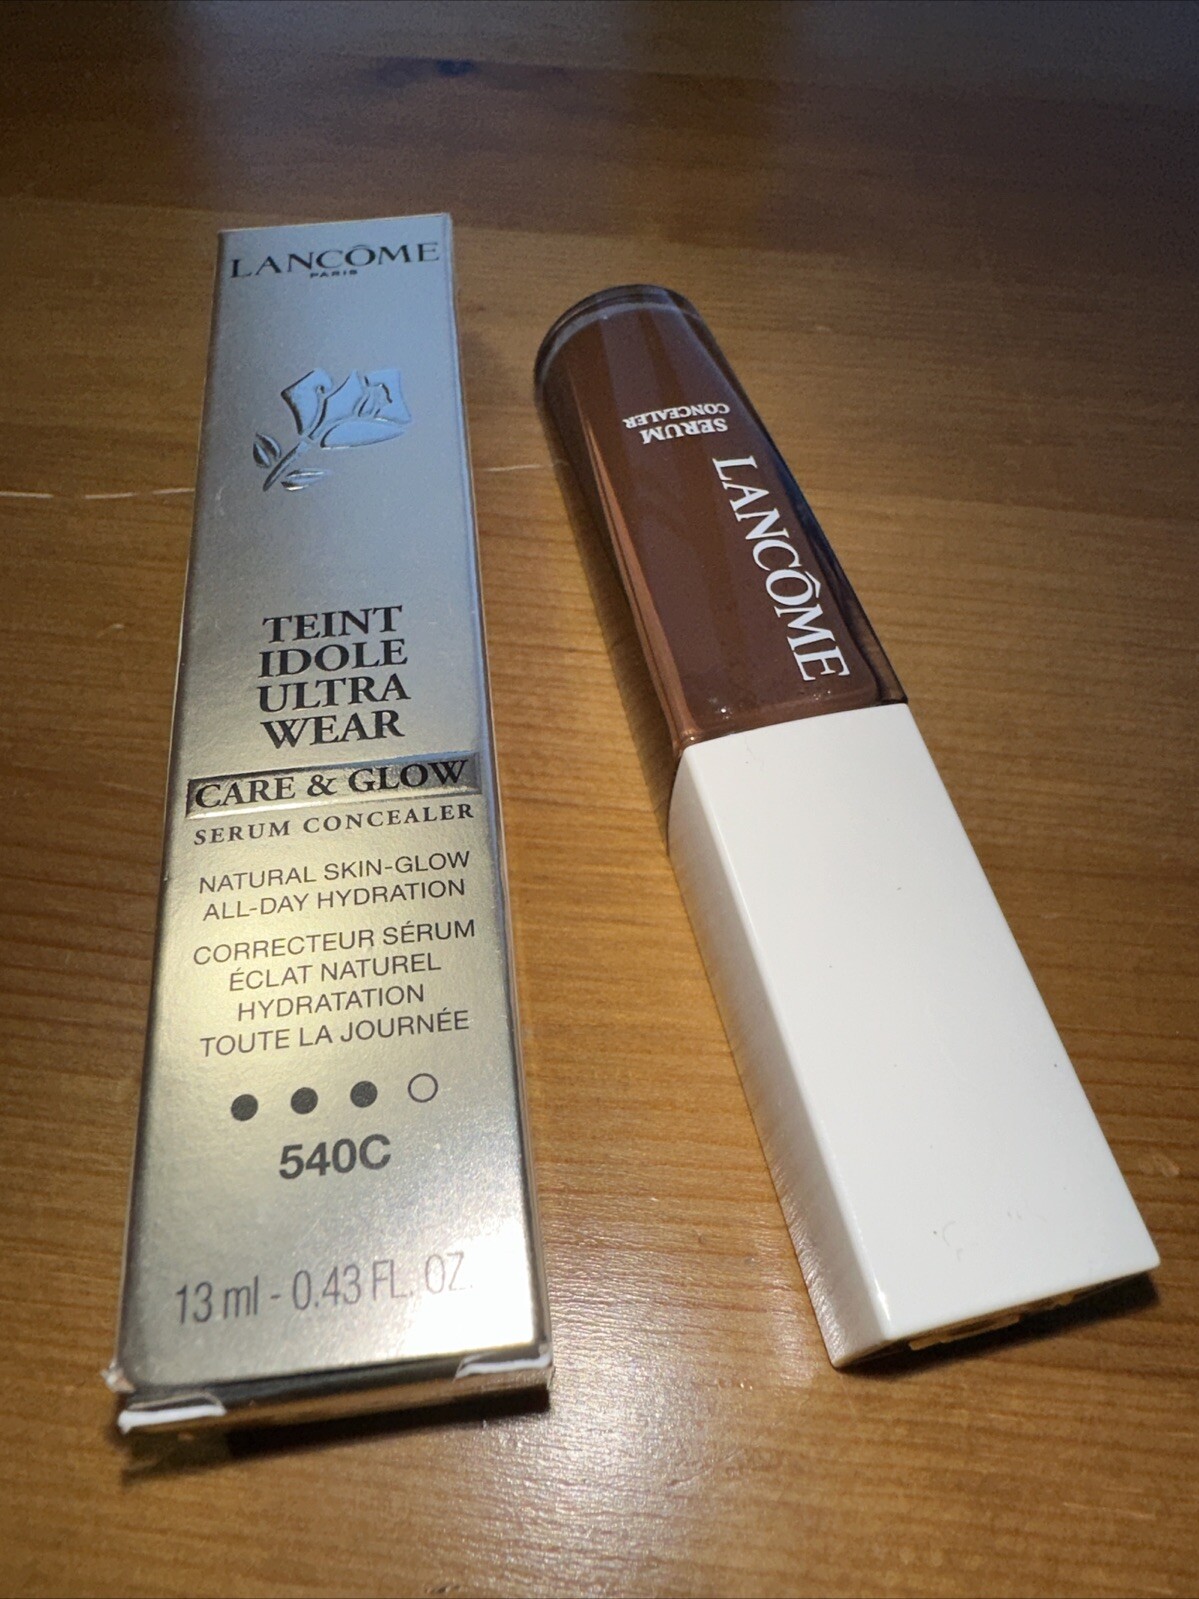 LANCÔME
PARIS
TEINT
IDOLE
ULTRA
WEAR
CARE & GLOW
SERUM CONCEALER
NATURAL SKIN-GLOW
ALL-DAY HYDRATION
CORRECTEUR SÉRUM
ÉCLAT NATUREL
HYDRATATION
TOUTE LA JOURNÉE
540C
13 ml - 0.43 FL. OZ.
LANCÔME
SERUM
CONCEALER